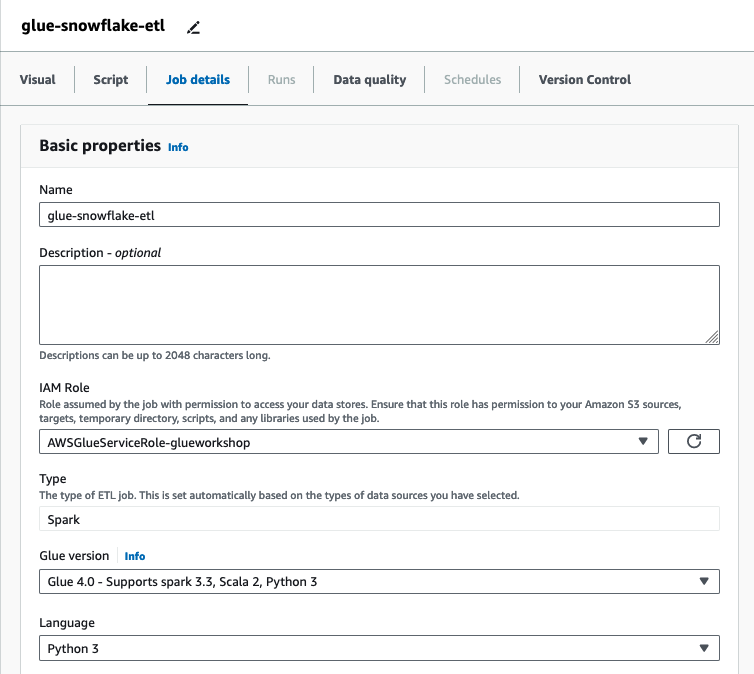 glue-snowflake-etl
Visual Script Job details Runs Data quality Schedules Version Control
Basic properties Info
Name
glue-snowflake-etl
Description - optional
Descriptions can be up to 2048 characters long.
IAM Role
Role assumed by the job with permission to access your data stores. Ensure that this role has permission to your Amazon S3 sources,
targets, temporary directory, scripts, and any libraries used by the job.
AWSGlueServiceRole-glueworkshop
Type
The type of ETL job. This is set automatically based on the types of data sources you have selected.
Spark
Glue version Info
Glue 4.0 - Supports spark 3.3, Scala 2, Python 3
Language
Python 3